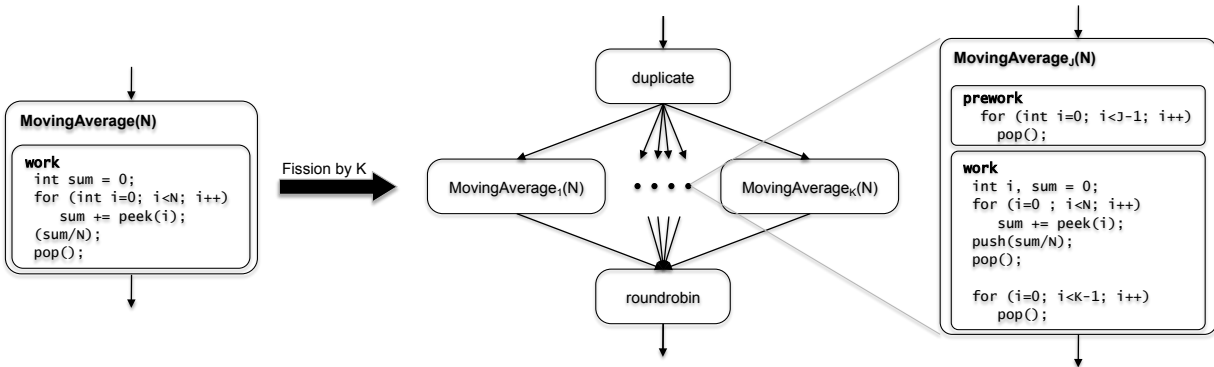 MovingAverage(N)
work
int sum = 0;
for (int i=0; i<N; i++)
sum += peek(i);
(sum/N);
pop();
Fission by K
duplicate
MovingAverage₁(N)
MovingAverageₖ(N)
roundrobin
MovingAverageJ(N)
prework
for (int i=0; i<J-1; i++)
pop();
work
int i, sum = 0;
for (i=0 ; i<N; i++)
sum += peek(i);
push(sum/N);
pop();
for (i=0; i<K-1; i++)
pop();